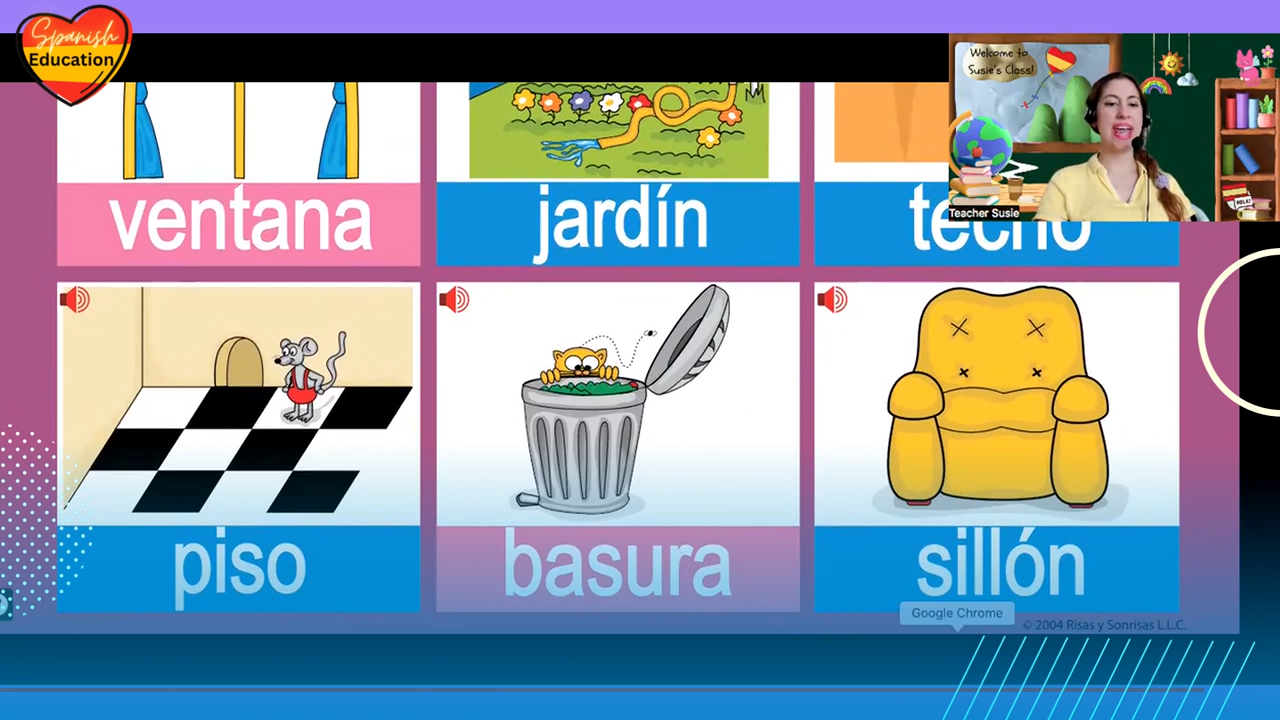 Spanish
Education
Welcome to
Susie's Class!
HOLA!
Teacher Susie
ventana
jardín
techo
piso
basura
sillón
Google Chrome
© 2004 Risas y Sonrisas L.L.C.